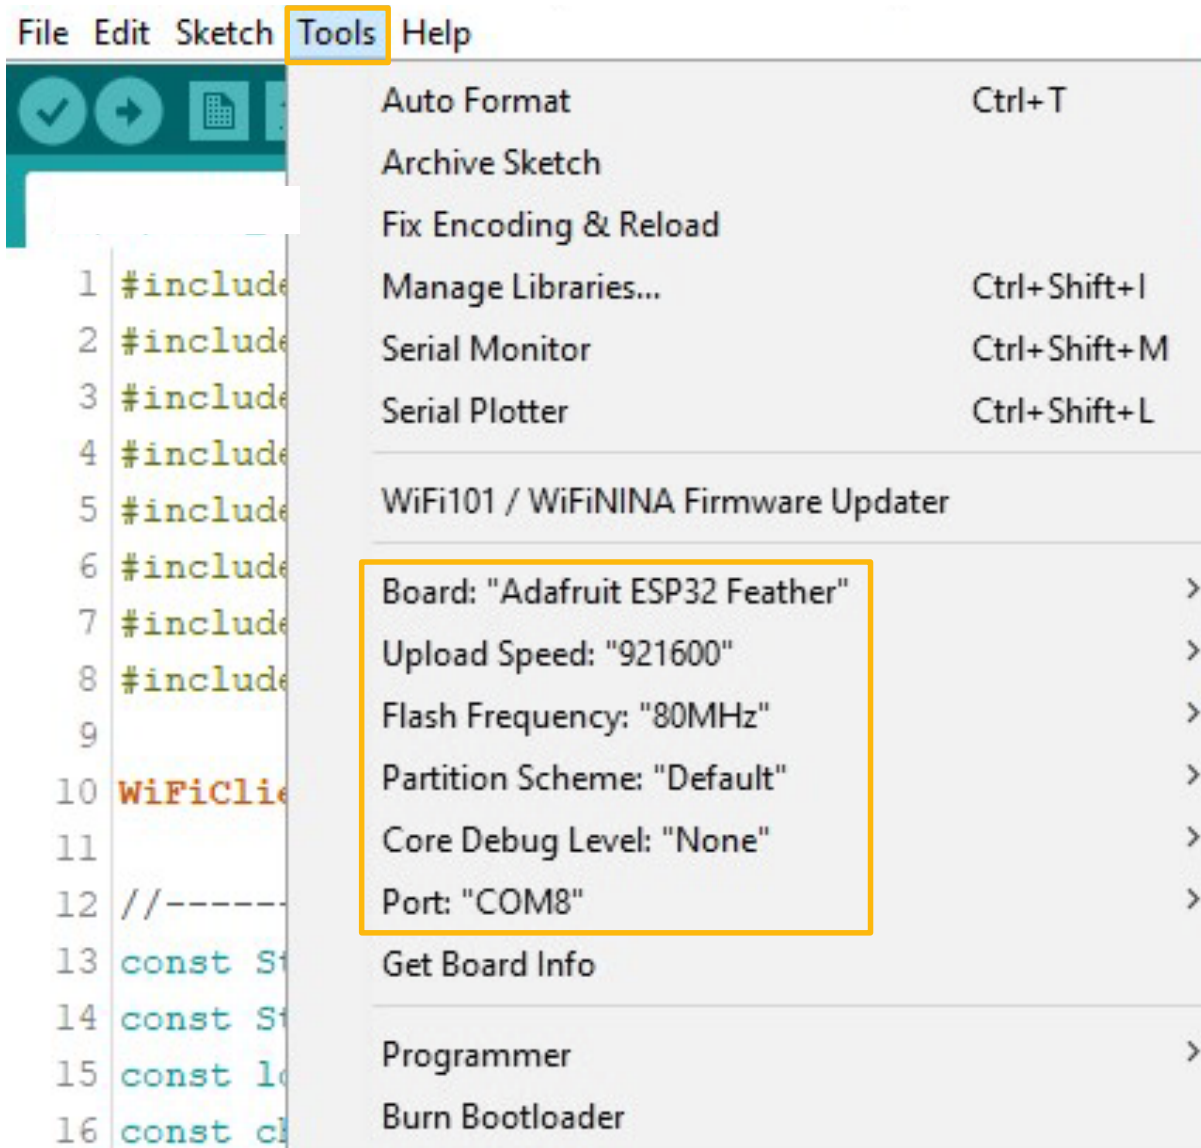 File Edit Sketch Tools Help
Auto Format Ctrl+T
Archive Sketch
Fix Encoding & Reload
Manage Libraries... Ctrl+Shift+I
Serial Monitor Ctrl+Shift+M
Serial Plotter Ctrl+Shift+L
WiFi101 / WiFiNINA Firmware Updater
Board: "Adafruit ESP32 Feather"
Upload Speed: "921600"
Flash Frequency: "80MHz"
Partition Scheme: "Default"
Core Debug Level: "None"
Port: "COM8"
Get Board Info
Programmer
Burn Bootloader
1 #include
2 #include
3 #include
4 #include
5 #include
6 #include
7 #include
8 #include
9
10
11
12 //------
13 const
14 const
15 const
16 const